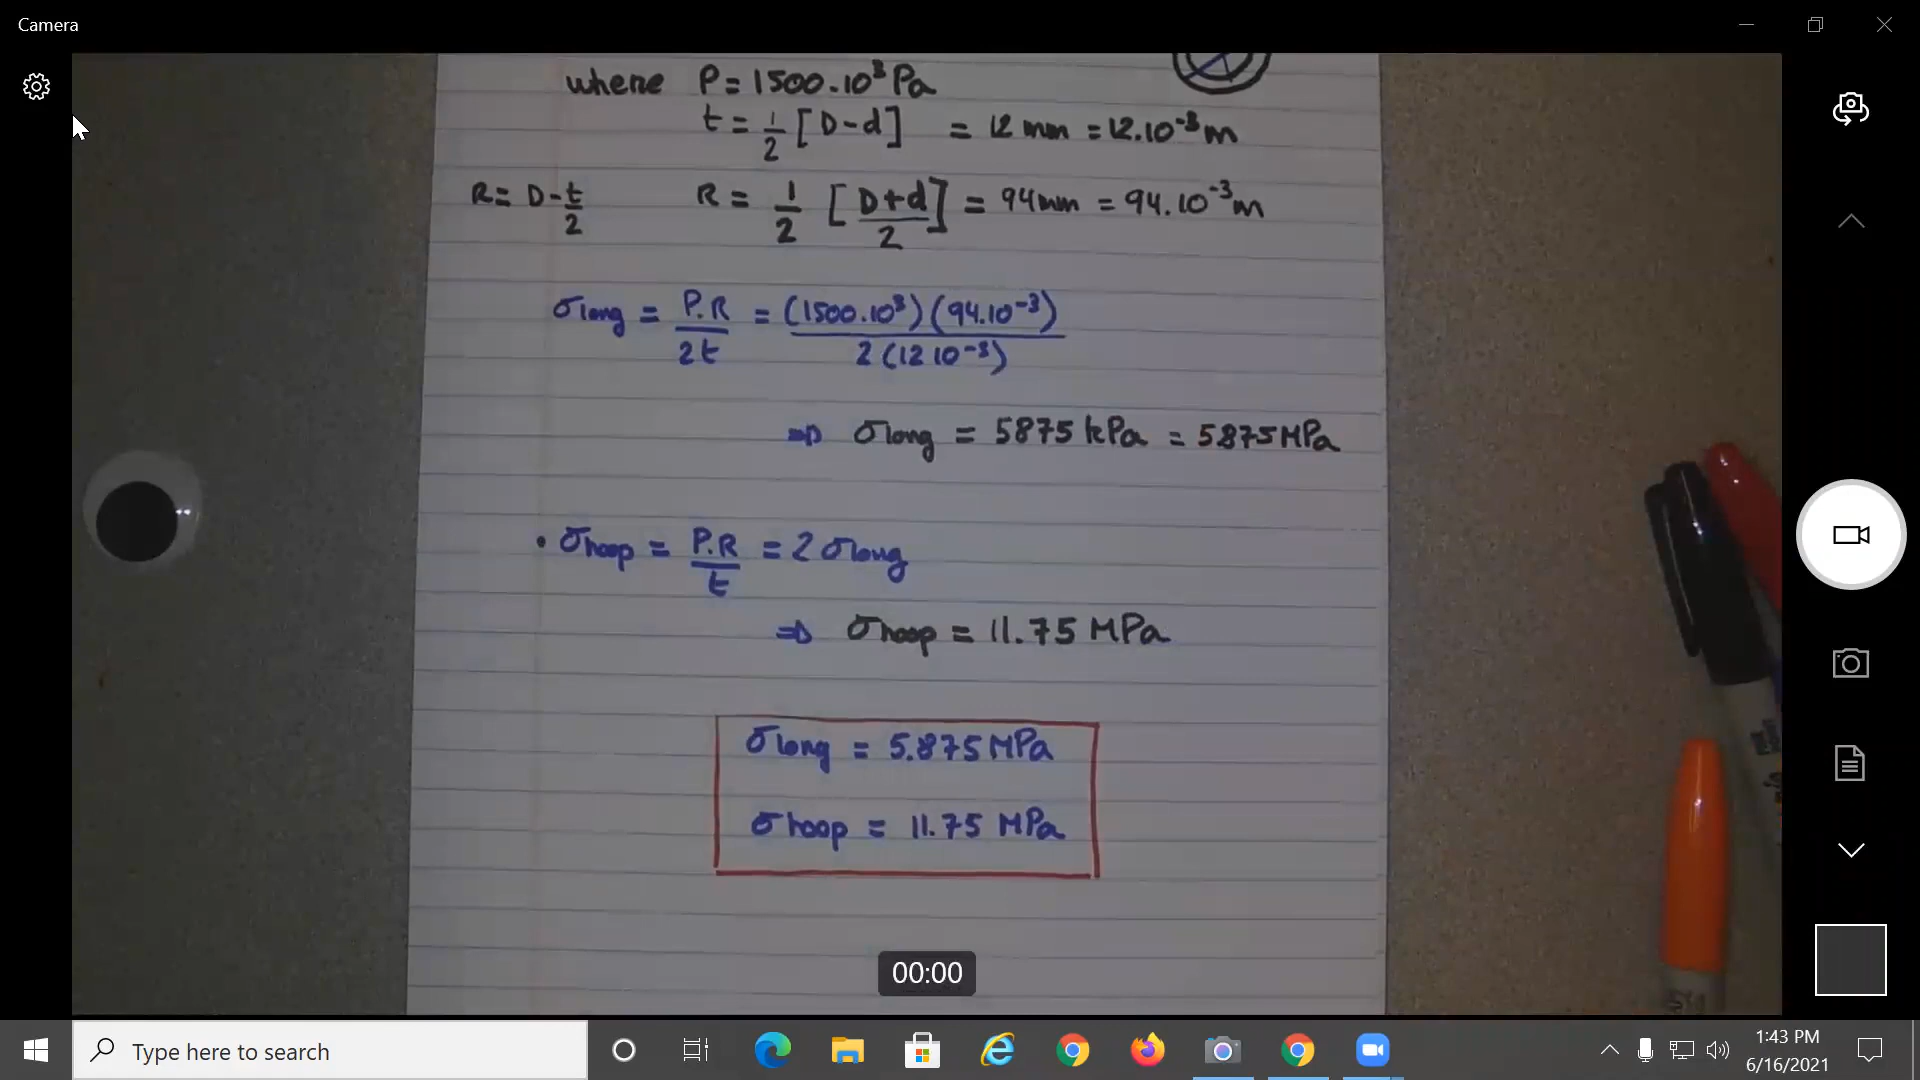 Camera
where P = 1500.10³ Pa
t = 1/2 [D-d] = 12 mm = 12.10⁻³ m
R = D - t/2 R = 1/2 [D+d/2] = 94mm = 94.10⁻³ m
σlong = P.R/2t = (1500.10³)(94.10⁻³)/2(12 10⁻³)
⇒ σlong = 5875 kPa = 5875 MPa
• σhoop = P.R/t = 2 σlong
⇒ σhoop = 11.75 MPa
σlong = 5.875 MPa
σhoop = 11.75 MPa
00:00
Type here to search
1:43 PM
6/16/2021